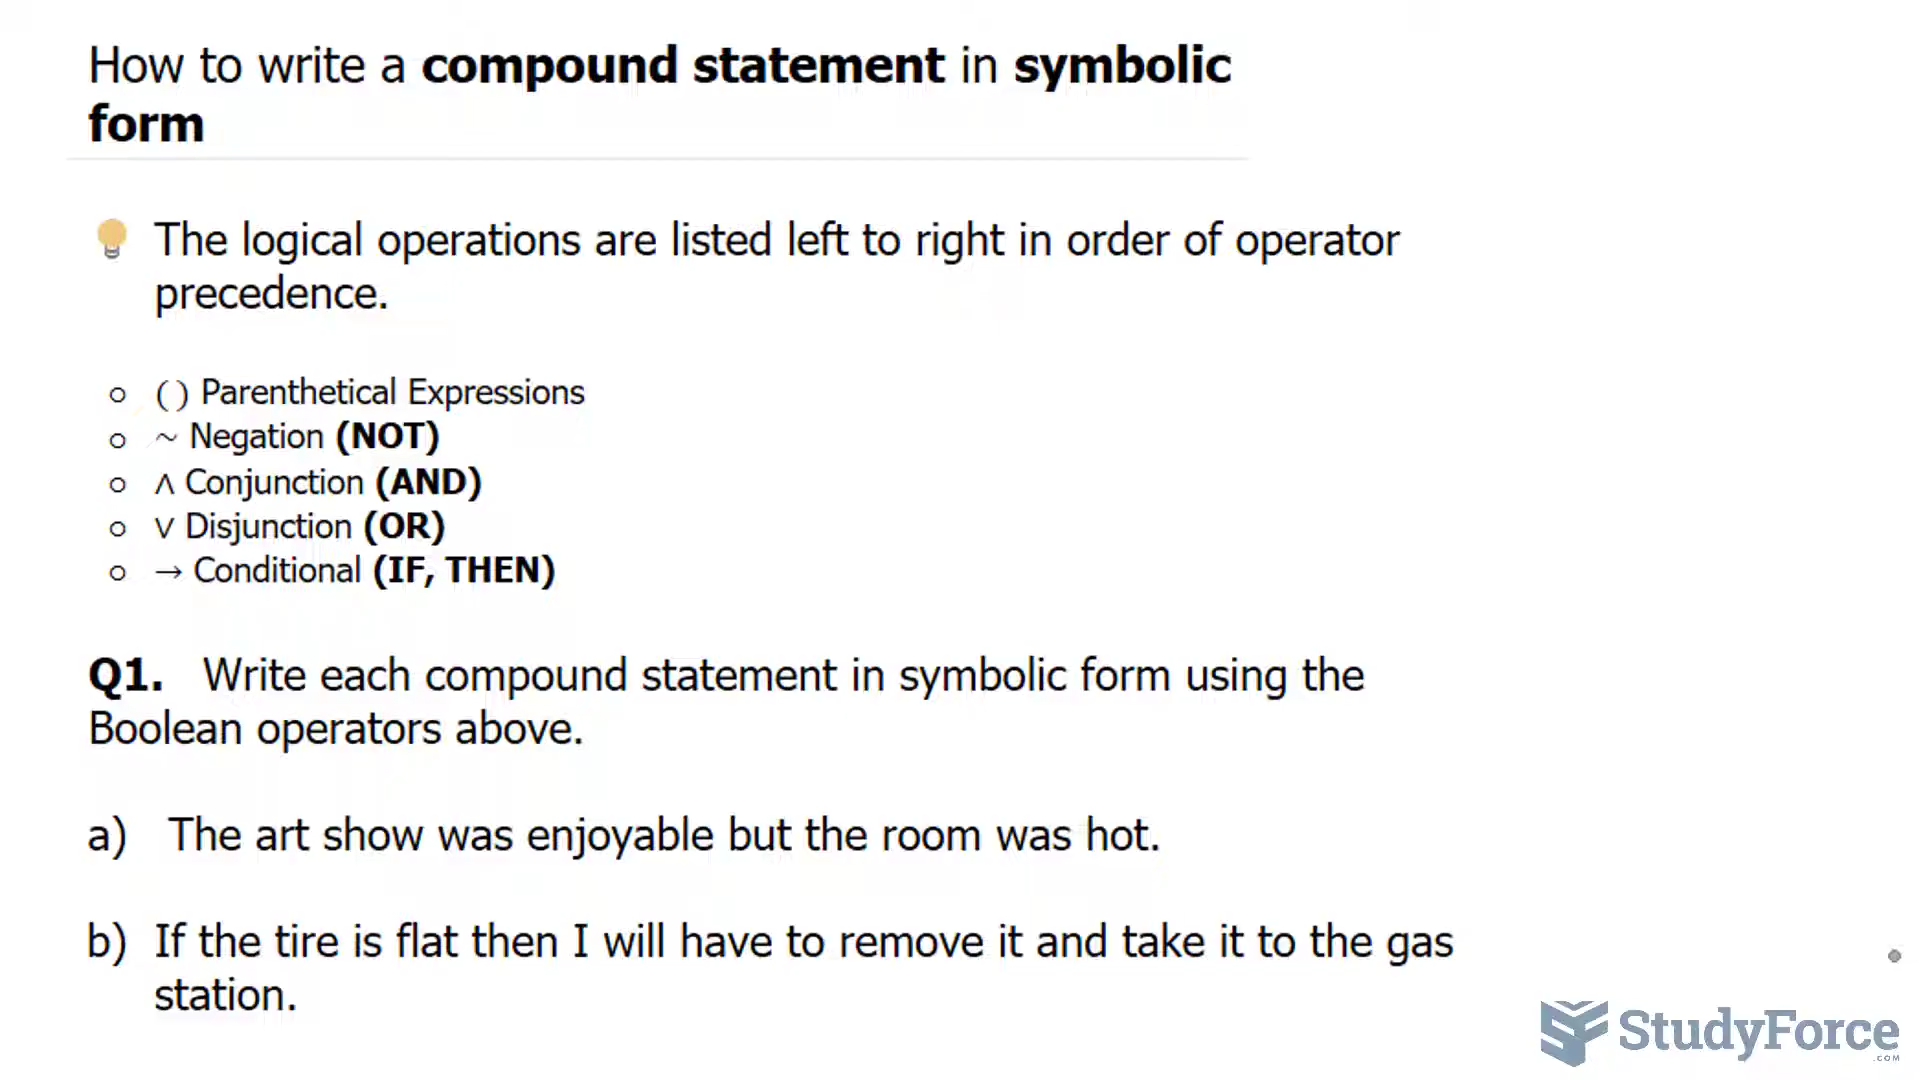 How to write a compound statement in symbolic
form
The logical operations are listed left to right in order of operator
precedence.
○ ( ) Parenthetical Expressions
○ ~ Negation (NOT)
○ ∧ Conjunction (AND)
○ ∨ Disjunction (OR)
○ → Conditional (IF, THEN)
Q1. Write each compound statement in symbolic form using the
Boolean operators above.
a) The art show was enjoyable but the room was hot.
b) If the tire is flat then I will have to remove it and take it to the gas
station.
SF StudyForce
.COM